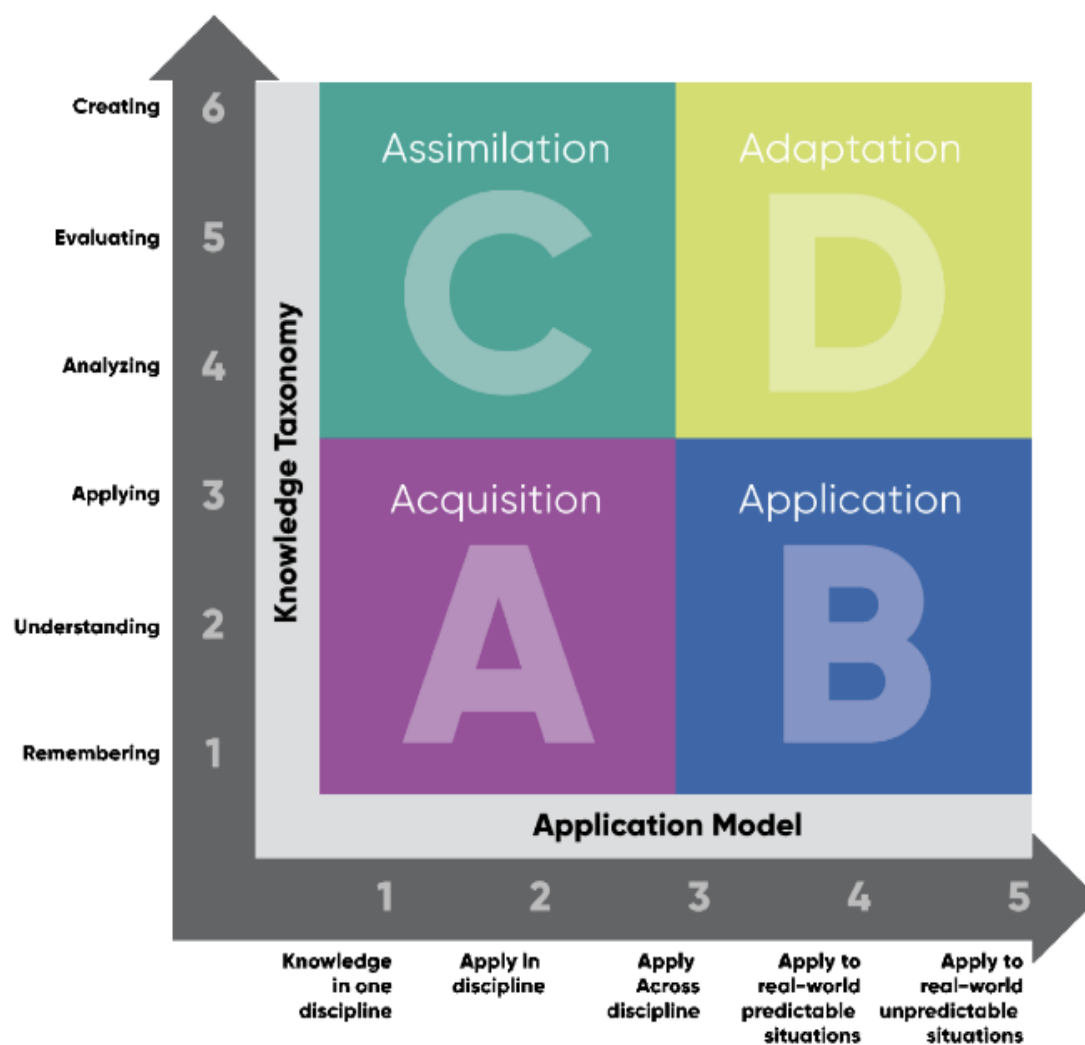 Creating 6
Evaluating 5
Analyzing 4
Applying 3
Understanding 2
Remembering 1
Knowledge Taxonomy
Assimilation
C
Adaptation
D
Acquisition
A
Application
B
Application Model
1 2 3 4 5
Knowledge
in one
discipline
Apply in
discipline
Apply
Across
discipline
Apply to
real-world
predictable
situations
Apply to
real-world
unpredictable
situations